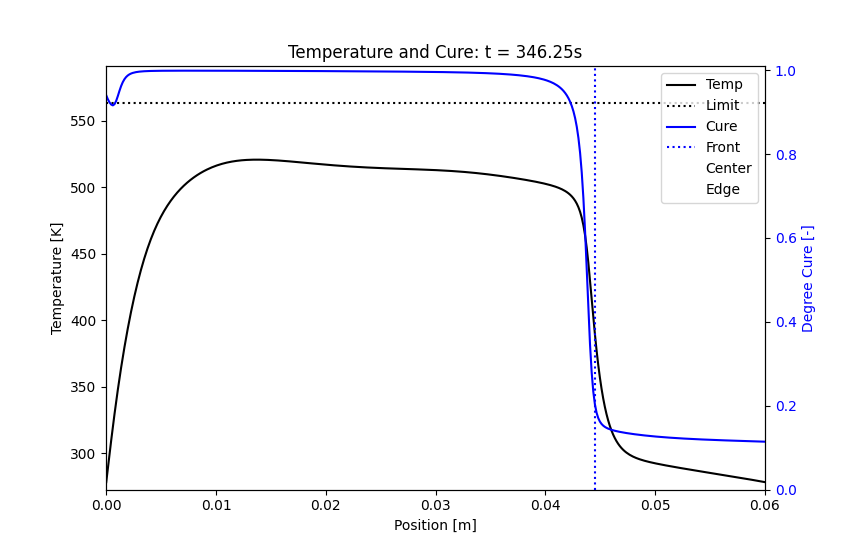 Temperature and Cure: t = 346.25s
Temp
Limit
Cure
Front
Center
Edge
Temperature [K]
550
500
450
400
350
300
1.0
0.8
0.6
0.4
0.2
0.0
Degree Cure [-]
0.00
0.01
0.02
0.03
0.04
0.05
0.06
Position [m]